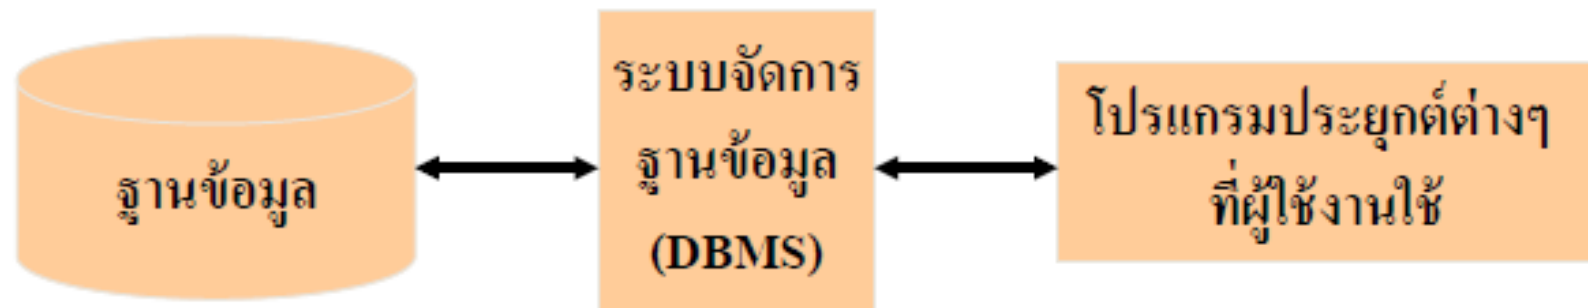 ฐานข้อมูล
ระบบจัดการ
ฐานข้อมูล
(DBMS)
โปรแกรมประยุกต์ต่างๆ
ที่ผู้ใช้งานใช้